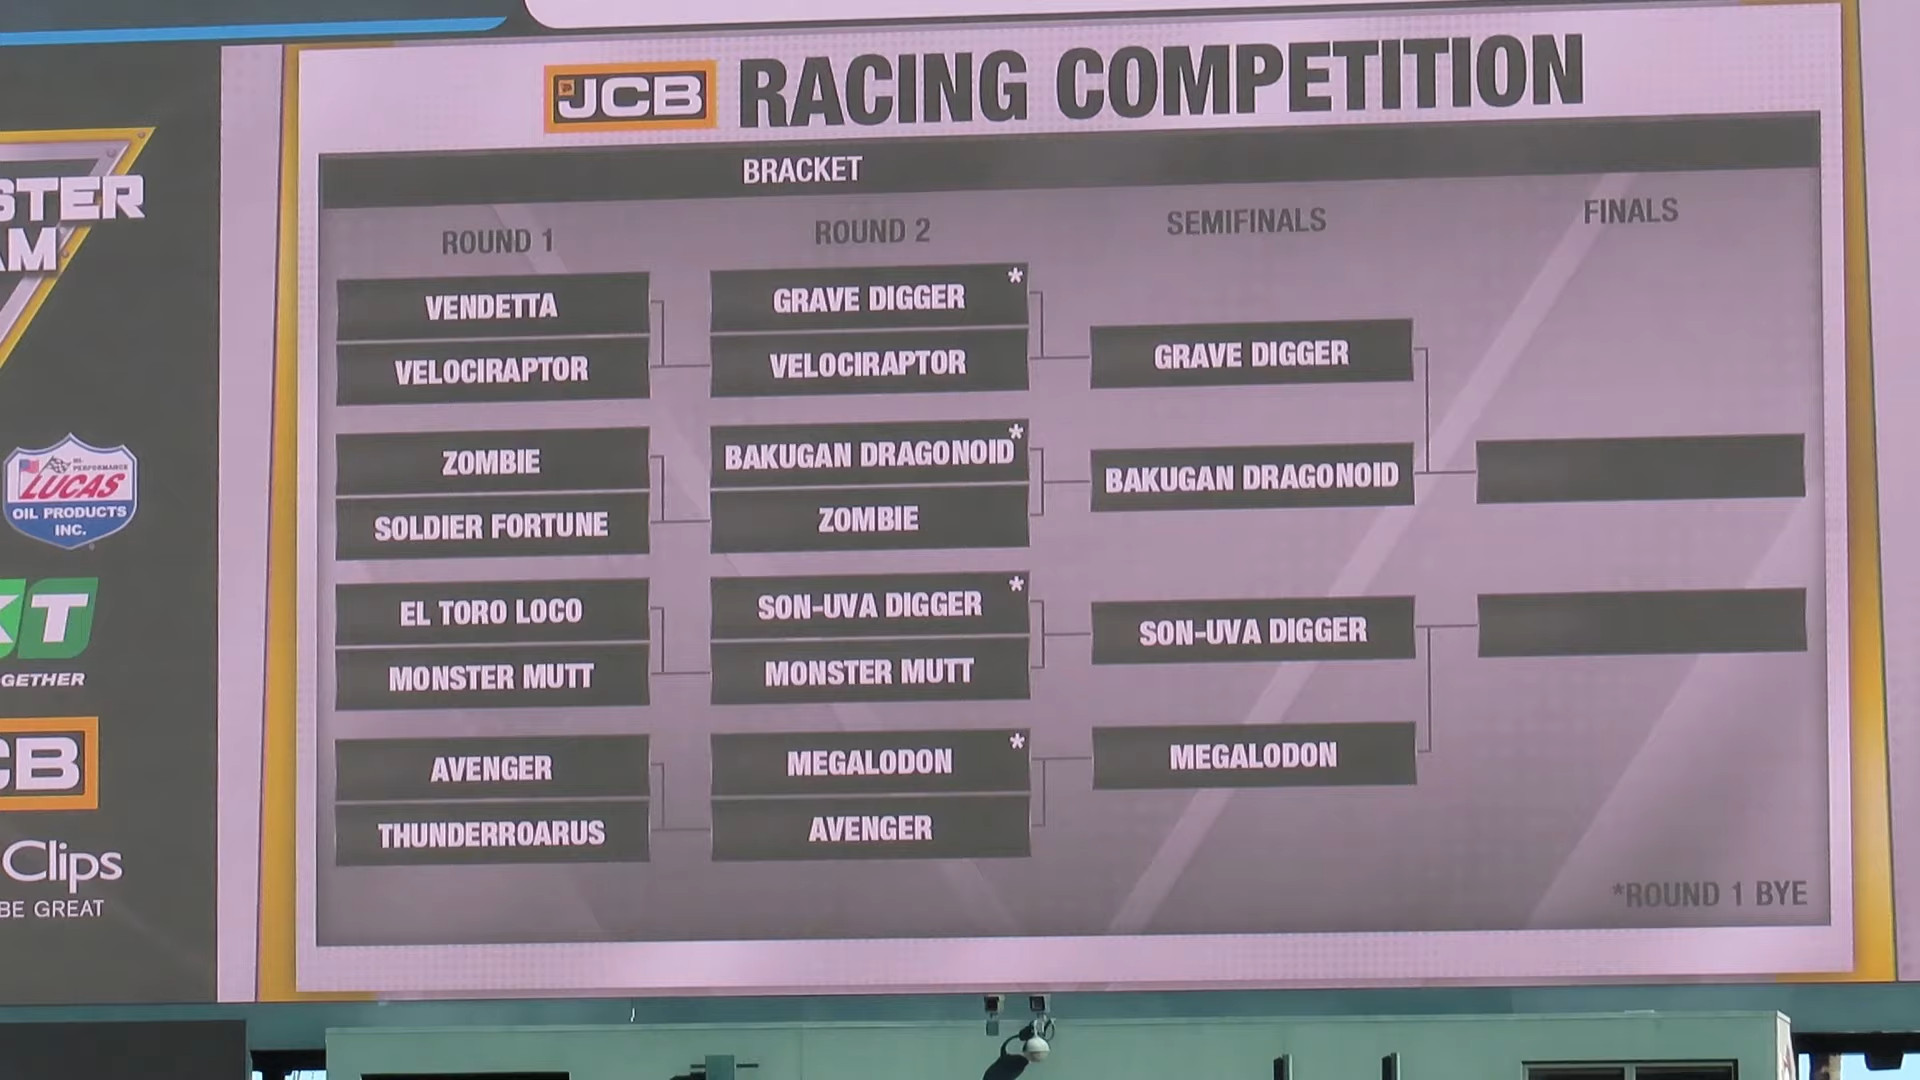 JCB RACING COMPETITION
BRACKET
ROUND 1
ROUND 2
SEMIFINALS
FINALS
VENDETTA
VELOCIRAPTOR
ZOMBIE
SOLDIER FORTUNE
EL TORO LOCO
MONSTER MUTT
AVENGER
THUNDERROARUS
GRAVE DIGGER *
VELOCIRAPTOR
BAKUGAN DRAGONOID *
ZOMBIE
SON-UVA DIGGER *
MONSTER MUTT
MEGALODON *
AVENGER
GRAVE DIGGER
BAKUGAN DRAGONOID
SON-UVA DIGGER
MEGALODON
*ROUND 1 BYE
STER
AM
PERFORMANCE
LUCAS
OIL PRODUCTS
INC.
XT
GETHER
CB
Clips
BE GREAT